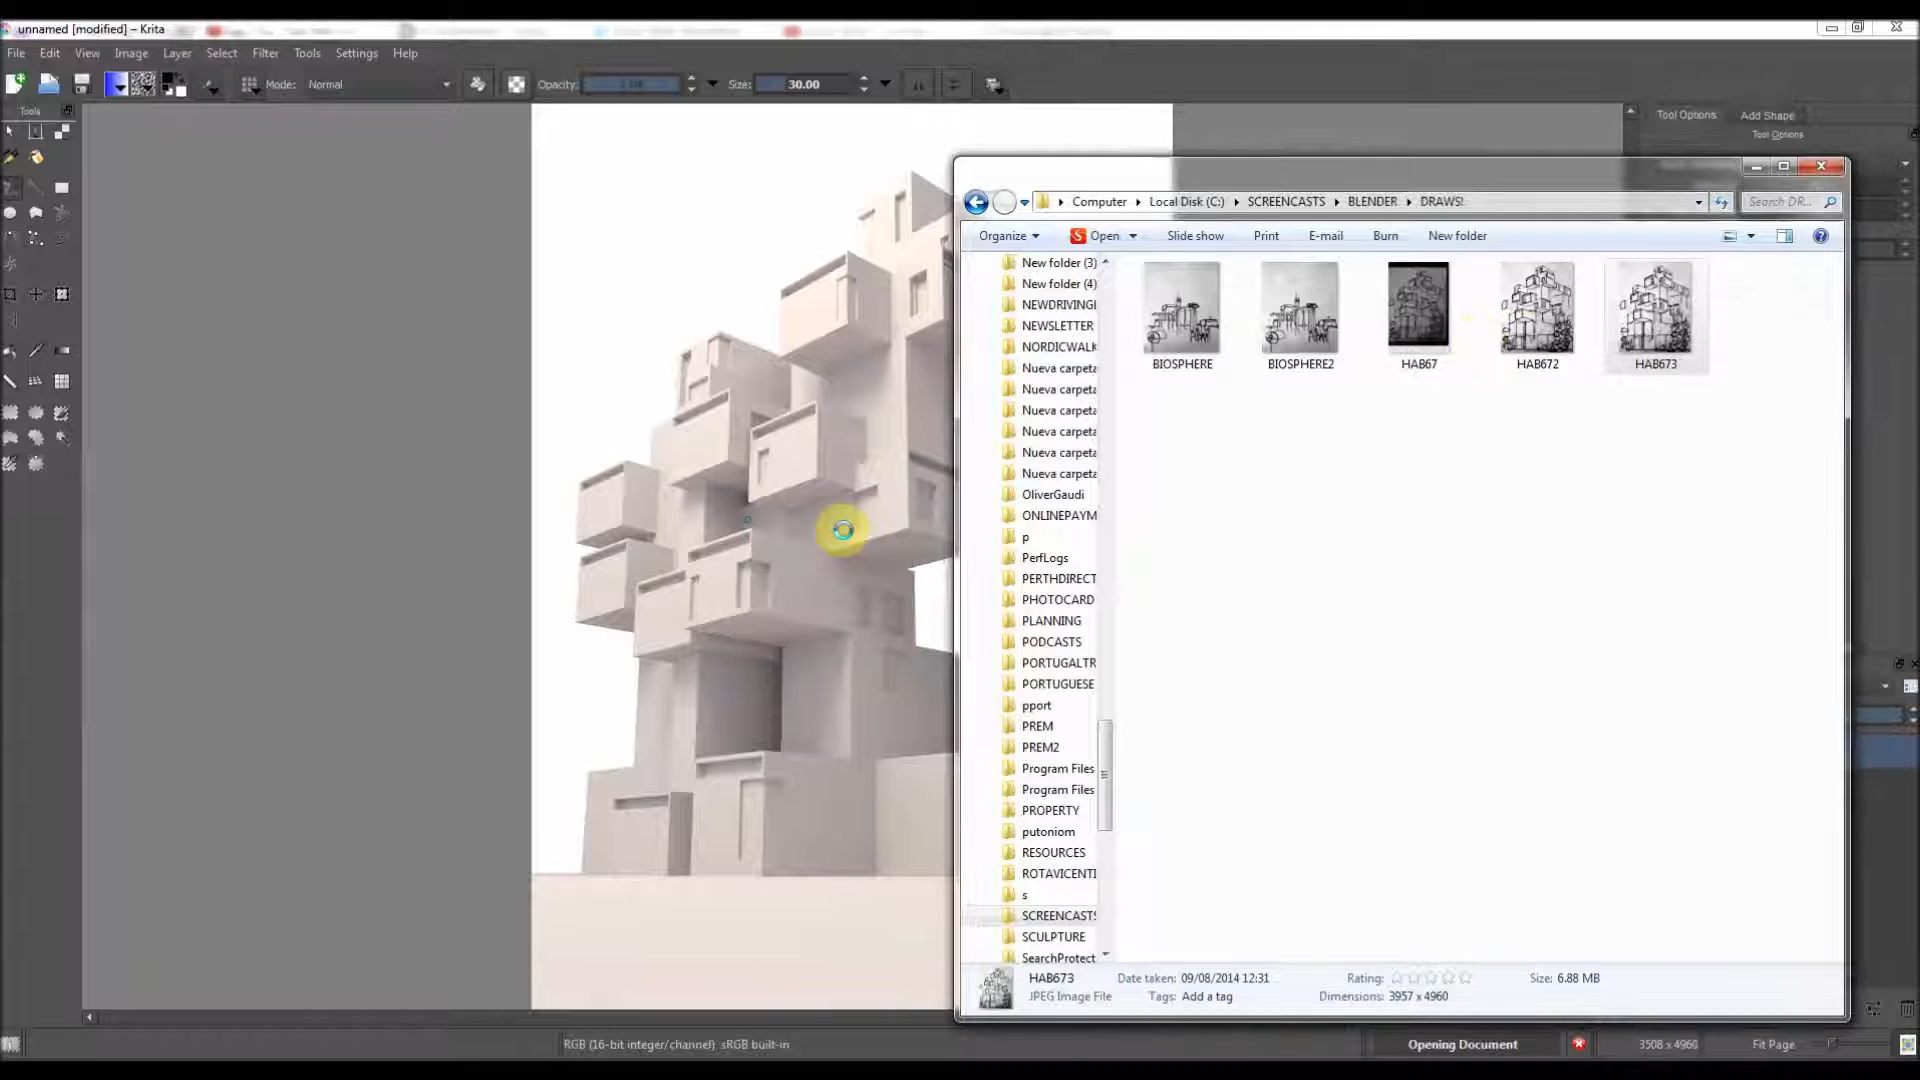 unnamed [modified] – Krita
File Edit View Image Layer Select Filter Tools Settings Help
Mode: Normal Opacity: Size: 30.00
Tools
Tool Options Add Shape
Tool Options
Computer Local Disk (C:) SCREENCASTS BLENDER DRAWS! Search DR...
Organize Open Slide show Print E-mail Burn New folder
New folder (3)
New folder (4)
NEWDRIVING
NEWSLETTER
NORDICWALK
Nueva carpeta
Nueva carpeta
Nueva carpeta
Nueva carpeta
Nueva carpeta
Nueva carpeta
OliverGaudi
ONLINEPAYM
p
PerfLogs
PERTHDIRECT
PHOTOCARD
PLANNING
PODCASTS
PORTUGALTR
PORTUGUESE
pport
PREM
PREM2
Program Files
Program Files
PROPERTY
putoniom
RESOURCES
ROTAVICENTI
s
SCREENCASTS
SCULPTURE
SearchProtect
BIOSPHERE BIOSPHERE2 HAB67 HAB672 HAB673
HAB673 Date taken: 09/08/2014 12:31 Rating: Size: 6.88 MB
JPEG Image File Tags: Add a tag Dimensions: 3957 x 4960
RGB (16-bit integer/channel) sRGB built-in Opening Document 3508 x 4960 Fit Page